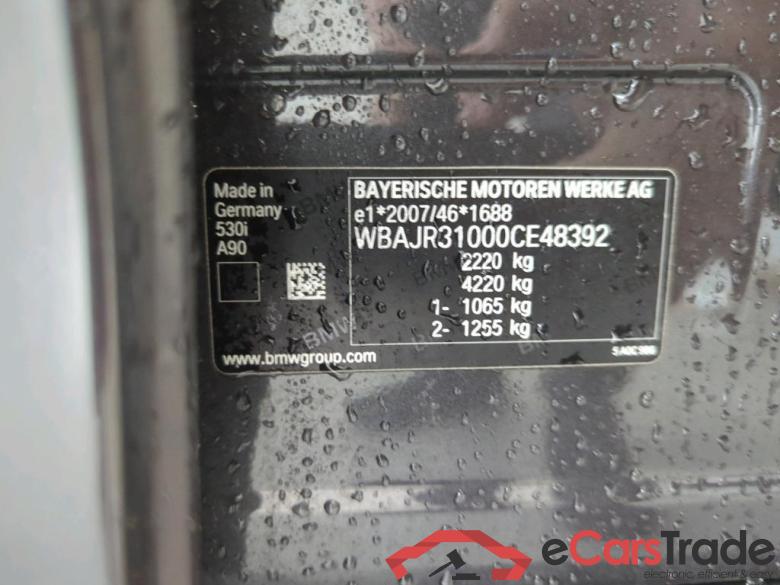 Made in
Germany
530i
A90
BAYERISCHE MOTOREN WERKE AG
e1*2007/46*1688
WBAJR31000CE48392
2220 kg
4220 kg
1- 1065 kg
2- 1255 kg
www.bmwgroup.com
BMW
eCarsTrade
electronic, efficient & easy